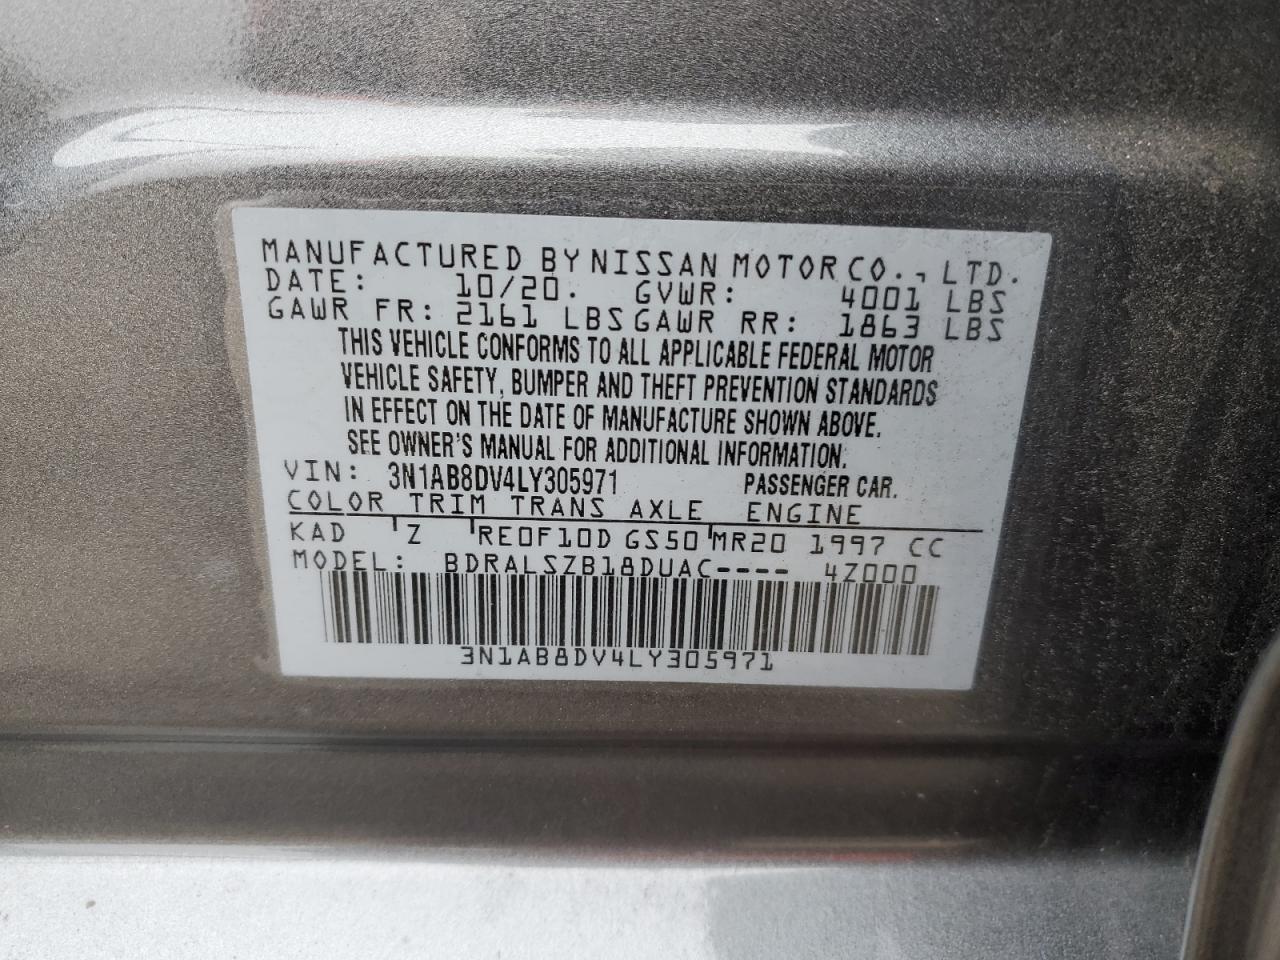 MANUFACTURED BY NISSAN MOTOR CO., LTD.
DATE: 10/20. GVWR: 4001 LBS
GAWR FR: 2161 LBS GAWR RR: 1863 LBS
THIS VEHICLE CONFORMS TO ALL APPLICABLE FEDERAL MOTOR
VEHICLE SAFETY, BUMPER AND THEFT PREVENTION STANDARDS
IN EFFECT ON THE DATE OF MANUFACTURE SHOWN ABOVE.
SEE OWNER'S MANUAL FOR ADDITIONAL INFORMATION.
VIN: 3N1AB8DV4LY305971 PASSENGER CAR.
COLOR TRIM TRANS AXLE ENGINE
KAD Z RE0F10D GS50 MR20 1997 CC
MODEL: BDRALSZB18DUAC---- 4Z000
3N1AB8DV4LY305971